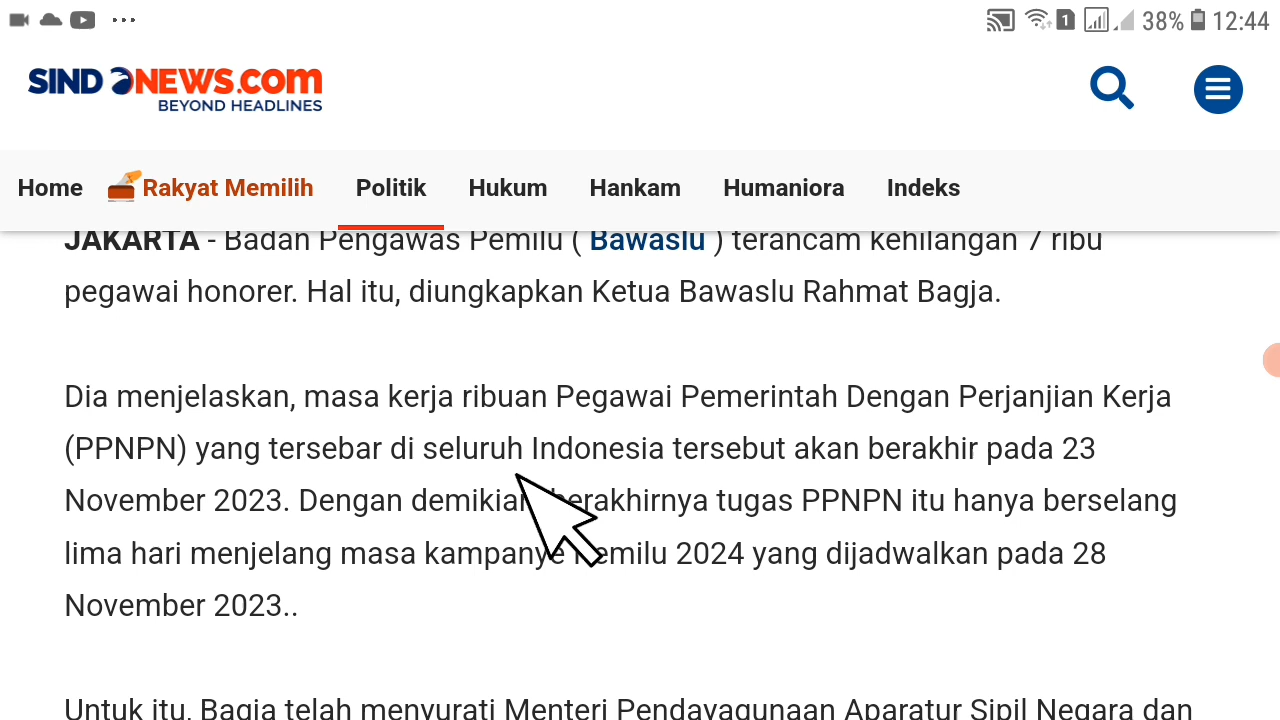 1 38% 12:44
SINDONEWS.com
BEYOND HEADLINES
Home Rakyat Memilih Politik Hukum Hankam Humaniora Indeks
JAKARTA - Badan Pengawas Pemilu ( Bawaslu ) terancam kehilangan 7 ribu
pegawai honorer. Hal itu, diungkapkan Ketua Bawaslu Rahmat Bagja.
Dia menjelaskan, masa kerja ribuan Pegawai Pemerintah Dengan Perjanjian Kerja
(PPNPN) yang tersebar di seluruh Indonesia tersebut akan berakhir pada 23
November 2023. Dengan demikian berakhirnya tugas PPNPN itu hanya berselang
lima hari menjelang masa kampanye Pemilu 2024 yang dijadwalkan pada 28
November 2023..
Untuk itu, Bagja telah menyurati Menteri Pendayagunaan Aparatur Sipil Negara dan